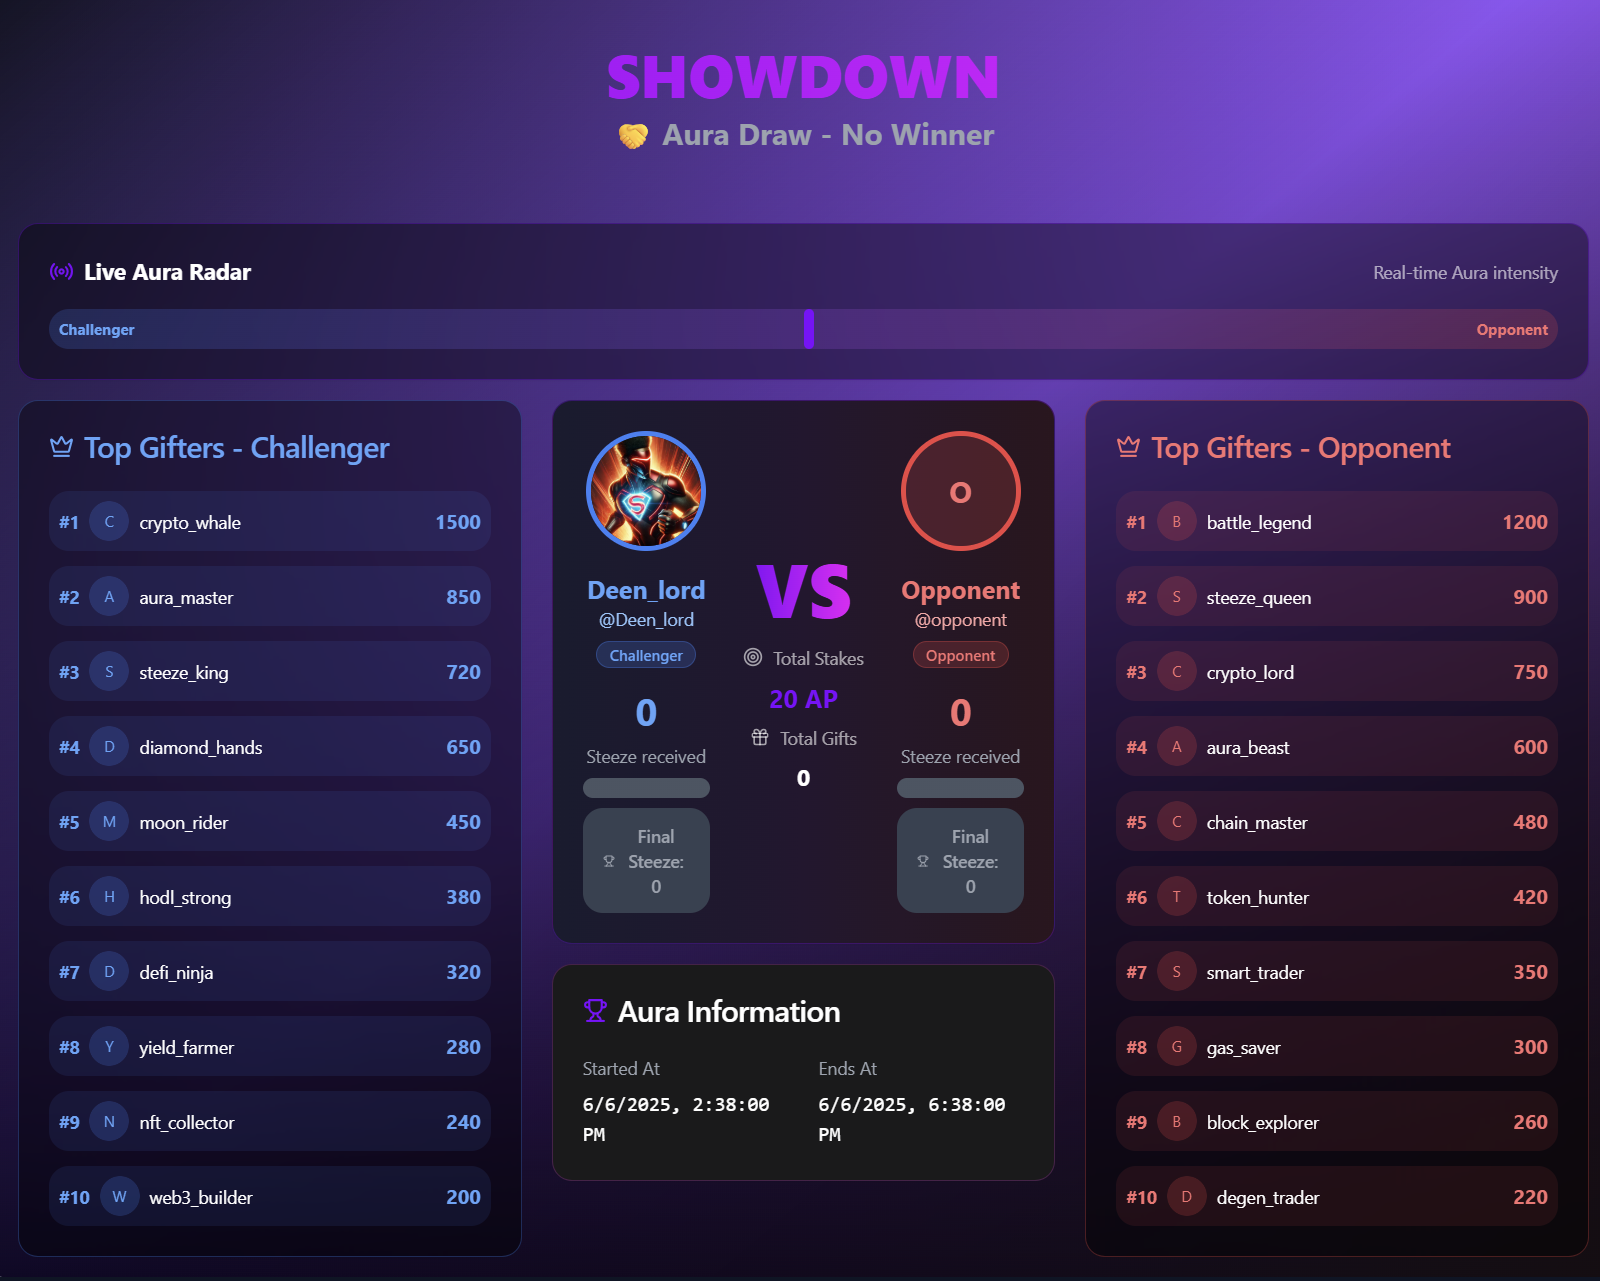 SHOWDOWN
🤝 Aura Draw - No Winner
Live Aura Radar
Real-time Aura intensity
Challenger
Opponent
Top Gifters - Challenger
#1 C crypto_whale 1500
#2 A aura_master 850
#3 S steeze_king 720
#4 D diamond_hands 650
#5 M moon_rider 450
#6 H hodl_strong 380
#7 D defi_ninja 320
#8 Y yield_farmer 280
#9 N nft_collector 240
#10 W web3_builder 200
S
Deen_lord
@Deen_lord
Challenger
0
Steeze received
Final
Steeze:
0
VS
Total Stakes
20 AP
Total Gifts
0
O
Opponent
@opponent
Opponent
0
Steeze received
Final
Steeze:
0
Aura Information
Started At
6/6/2025, 2:38:00
PM
Ends At
6/6/2025, 6:38:00
PM
Top Gifters - Opponent
#1 B battle_legend 1200
#2 S steeze_queen 900
#3 C crypto_lord 750
#4 A aura_beast 600
#5 C chain_master 480
#6 T token_hunter 420
#7 S smart_trader 350
#8 G gas_saver 300
#9 B block_explorer 260
#10 D degen_trader 220